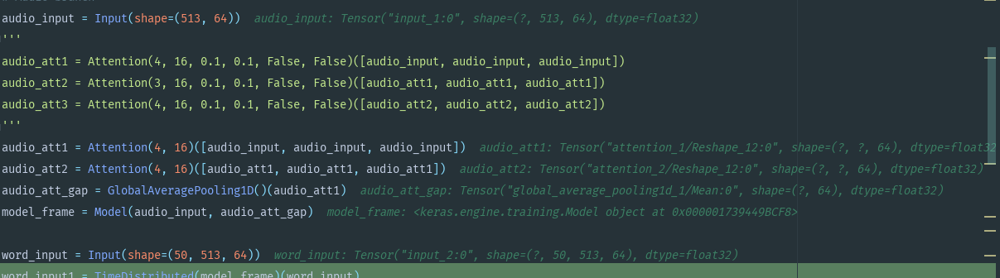 audio_input = Input(shape=(513, 64))  audio_input: Tensor("input_1:0", shape=(?, 513, 64), dtype=float32)
'''
audio_att1 = Attention(4, 16, 0.1, 0.1, False, False)([audio_input, audio_input, audio_input])
audio_att2 = Attention(3, 16, 0.1, 0.1, False, False)([audio_att1, audio_att1, audio_att1])
audio_att3 = Attention(4, 16, 0.1, 0.1, False, False)([audio_att2, audio_att2, audio_att2])
'''
audio_att1 = Attention(4, 16)([audio_input, audio_input, audio_input])  audio_att1: Tensor("attention_1/Reshape_12:0", shape=(?, ?, 64), dtype=float32
audio_att2 = Attention(4, 16)([audio_att1, audio_att1, audio_att1])  audio_att2: Tensor("attention_2/Reshape_12:0", shape=(?, ?, 64), dtype=float32)
audio_att_gap = GlobalAveragePooling1D()(audio_att1)  audio_att_gap: Tensor("global_average_pooling1d_1/Mean:0", shape=(?, 64), dtype=float32)
model_frame = Model(audio_input, audio_att_gap)  model_frame: <keras.engine.training.Model object at 0x000001739449BCF8>
word_input = Input(shape=(50, 513, 64))  word_input: Tensor("input_2:0", shape=(?, 50, 513, 64), dtype=float32)
word_input1 = TimeDistributed(model_frame)(word_input)